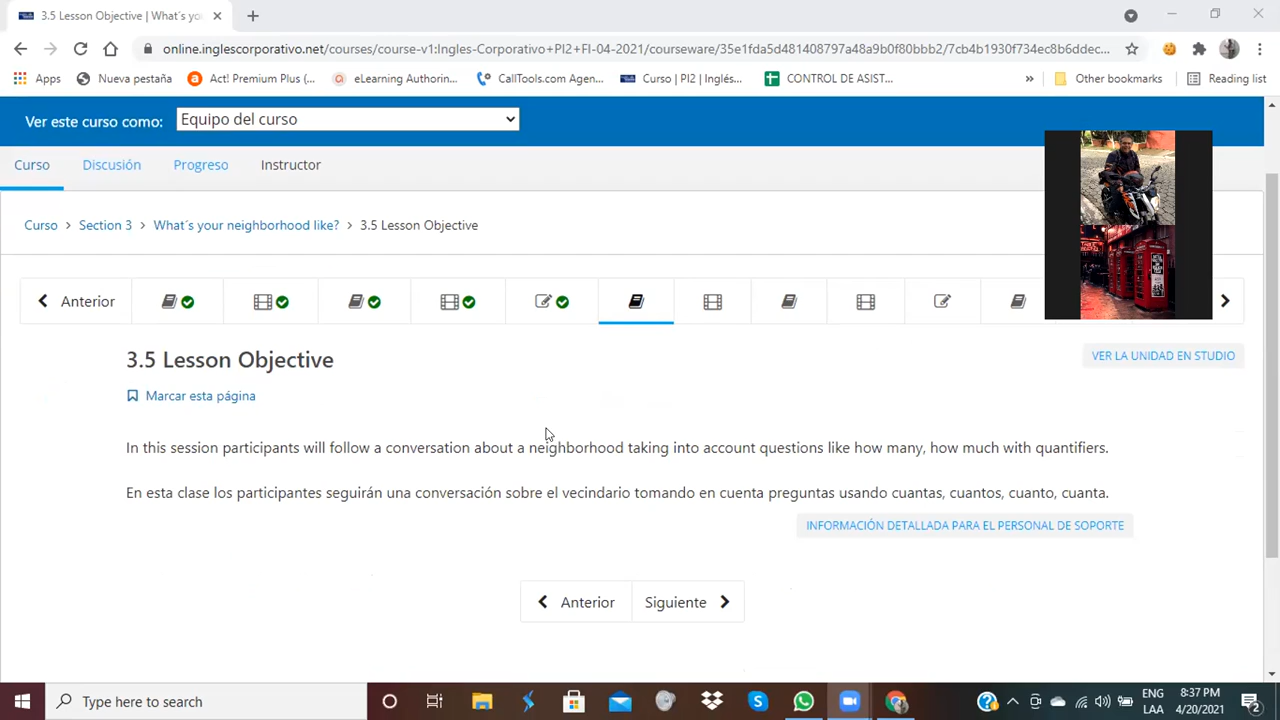 3.5 Lesson Objective | What´s yo
online.inglescorporativo.net/courses/course-v1:Ingles-Corporativo+PI2+FI-04-2021/courseware/35e1fda5d481408797a48a9b0f80bbb2/7cb4b1930f734ec8b6ddec...
Apps Nueva pestaña Act! Premium Plus (... eLearning Authorin... CallTools.com Agen... Curso | PI2 | Inglés... CONTROL DE ASIST... » Other bookmarks Reading list
Ver este curso como: Equipo del curso
Curso Discusión Progreso Instructor
Curso > Section 3 > What´s your neighborhood like? > 3.5 Lesson Objective
Anterior
3.5 Lesson Objective
VER LA UNIDAD EN STUDIO
Marcar esta página
In this session participants will follow a conversation about a neighborhood taking into account questions like how many, how much with quantifiers.
En esta clase los participantes seguirán una conversación sobre el vecindario tomando en cuenta preguntas usando cuantas, cuantos, cuanto, cuanta.
INFORMACIÓN DETALLADA PARA EL PERSONAL DE SOPORTE
Anterior Siguiente
Type here to search
ENG 8:37 PM
LAA 4/20/2021
2